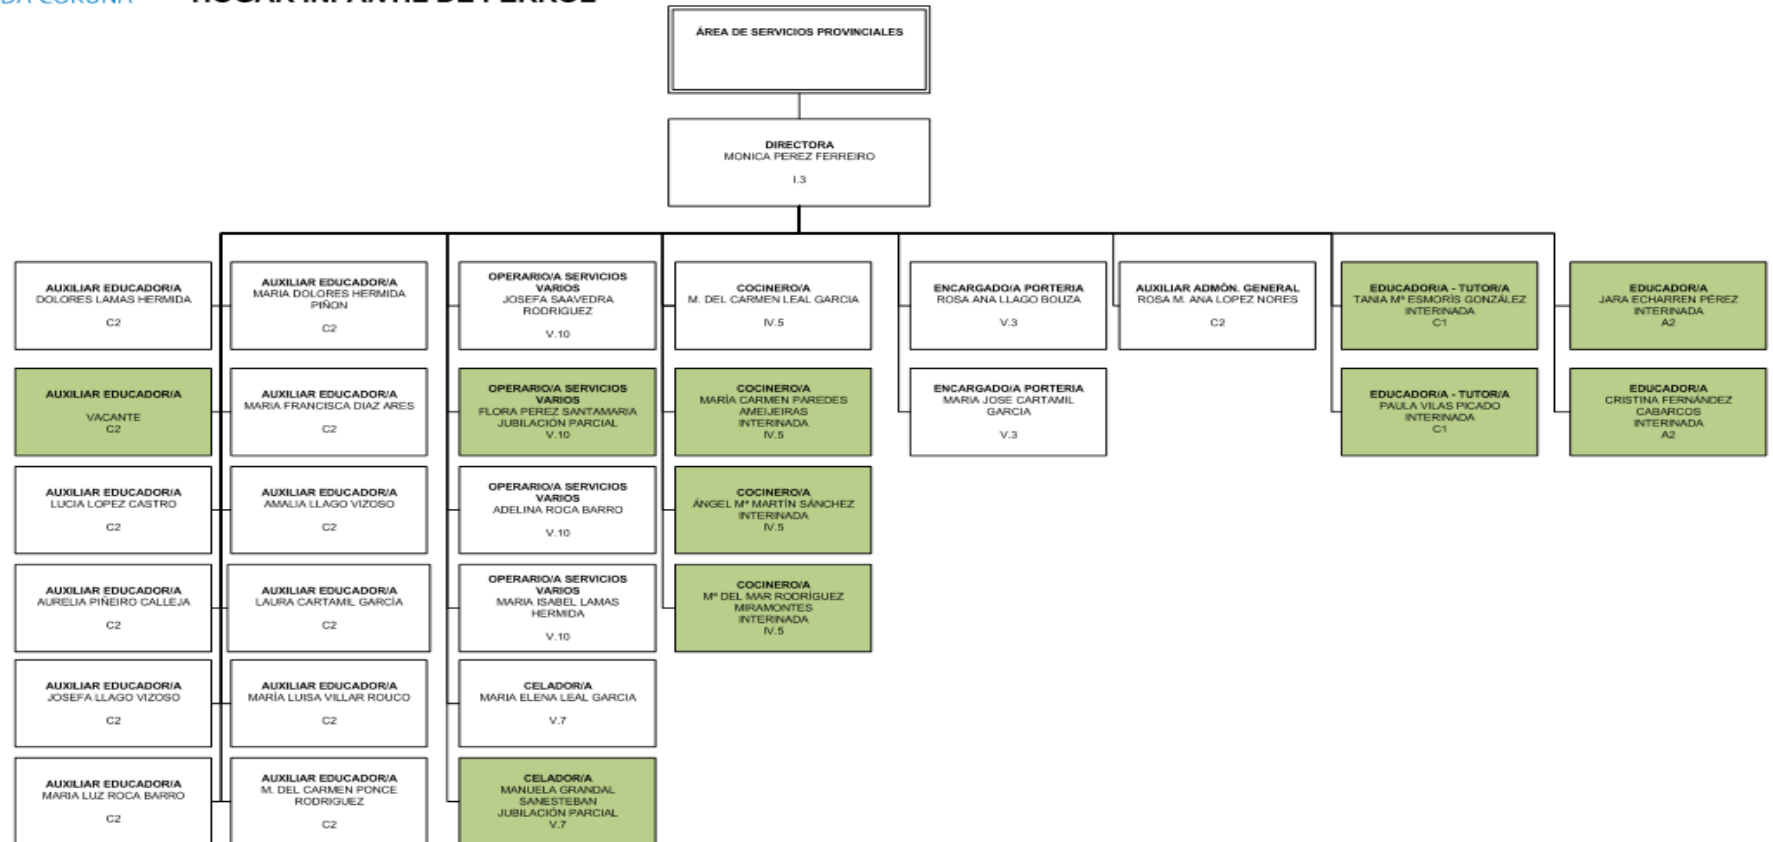 DA CORUÑA
HOGAR INFANTIL DE FERROL
ÁREA DE SERVICIOS PROVINCIALES
DIRECTORA
MONICA PEREZ FERREIRO
I.3
AUXILIAR EDUCADOR/A
DOLORES LAMAS HERMIDA
C2
AUXILIAR EDUCADOR/A
MARIA DOLORES HERMIDA
PIÑON
C2
OPERARIO/A SERVICIOS
VARIOS
JOSEFA SAAVEDRA
RODRIGUEZ
V.10
COCINERO/A
M. DEL CARMEN LEAL GARCIA
IV.5
ENCARGADO/A PORTERIA
ROSA ANA LLAGO BOUZA
V.3
AUXILIAR ADMÓN. GENERAL
ROSA M. ANA LOPEZ NORES
C2
EDUCADOR/A - TUTOR/A
TANIA Mª ESMORÍS GONZÁLEZ
INTERINADA
C1
EDUCADOR/A
JARA ECHARREN PÉREZ
INTERINADA
A2
AUXILIAR EDUCADOR/A
VACANTE
C2
AUXILIAR EDUCADOR/A
MARIA FRANCISCA DIAZ ARES
C2
OPERARIO/A SERVICIOS
VARIOS
FLORA PEREZ SANTAMARIA
JUBILACIÓN PARCIAL
V.10
COCINERO/A
MARÍA CARMEN PAREDES
AMEIJEIRAS
INTERINADA
IV.5
ENCARGADO/A PORTERIA
MARIA JOSE CARTAMIL
GARCIA
V.3
EDUCADOR/A - TUTOR/A
PAULA VILAS PICADO
INTERINADA
C1
EDUCADOR/A
CRISTINA FERNÁNDEZ
CABARCOS
INTERINADA
A2
AUXILIAR EDUCADOR/A
LUCIA LOPEZ CASTRO
C2
AUXILIAR EDUCADOR/A
AMALIA LLAGO VIZOSO
C2
OPERARIO/A SERVICIOS
VARIOS
ADELINA ROCA BARRO
V.10
COCINERO/A
ÁNGEL Mª MARTÍN SÁNCHEZ
INTERINADA
IV.5
AUXILIAR EDUCADOR/A
AURELIA PIÑEIRO CALLEJA
C2
AUXILIAR EDUCADOR/A
LAURA CARTAMIL GARCÍA
C2
OPERARIO/A SERVICIOS
VARIOS
MARIA ISABEL LAMAS
HERMIDA
V.10
COCINERO/A
Mª DEL MAR RODRÍGUEZ
MIRAMONTES
INTERINADA
IV.5
AUXILIAR EDUCADOR/A
JOSEFA LLAGO VIZOSO
C2
AUXILIAR EDUCADOR/A
MARÍA LUISA VILLAR ROUCO
C2
CELADOR/A
MARIA ELENA LEAL GARCIA
V.7
AUXILIAR EDUCADOR/A
MARIA LUZ ROCA BARRO
C2
AUXILIAR EDUCADOR/A
M. DEL CARMEN PONCE
RODRIGUEZ
C2
CELADOR/A
MANUELA GRANDAL
SANESTEBAN
JUBILACIÓN PARCIAL
V.7